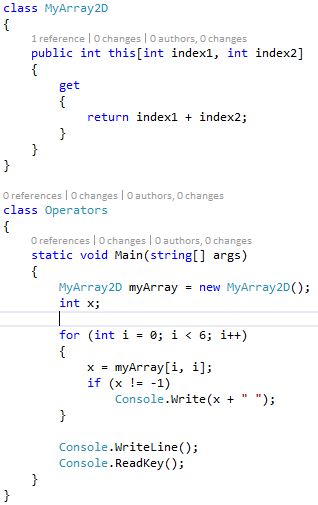 class MyArray2D
{
1 reference | 0 changes | 0 authors, 0 changes
public int this[int index1, int index2]
{
get
{
return index1 + index2;
}
}
}
0 references | 0 changes | 0 authors, 0 changes
class Operators
{
0 references | 0 changes | 0 authors, 0 changes
static void Main(string[] args)
{
MyArray2D myArray = new MyArray2D();
int x;
for (int i = 0; i < 6; i++)
{
x = myArray[i, i];
if (x != -1)
Console.Write(x + " ");
}
Console.WriteLine();
Console.ReadKey();
}
}